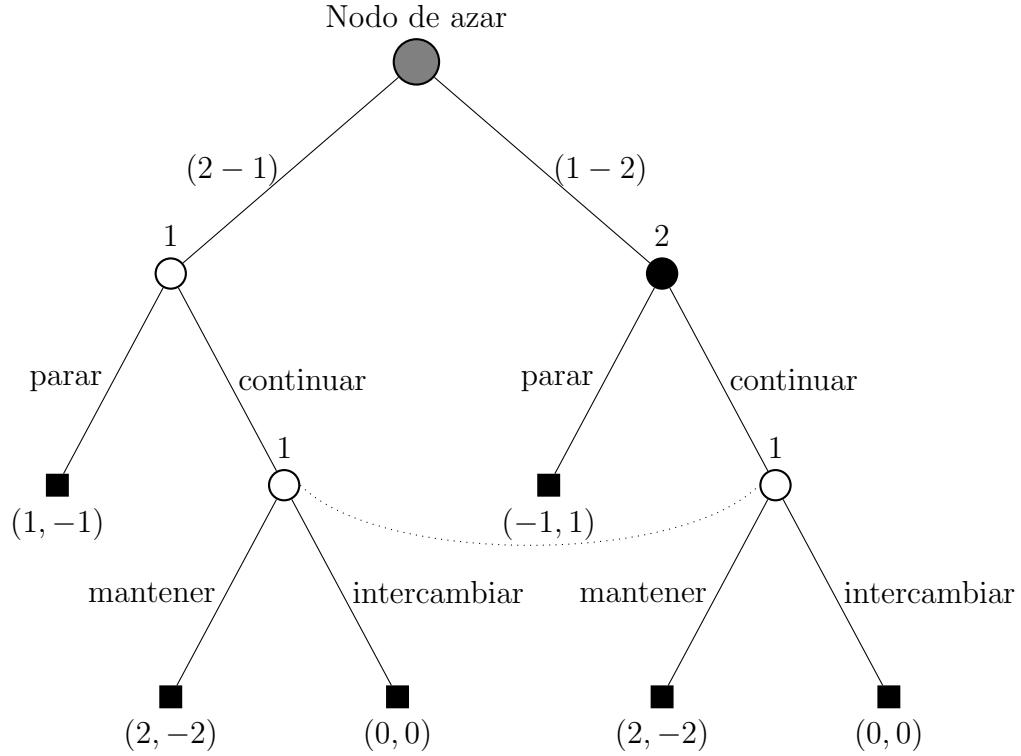 Nodo de azar
(2 − 1)
(1 − 2)
1
2
parar
continuar
parar
continuar
1
1
(1, −1)
(−1, 1)
mantener
intercambiar
mantener
intercambiar
(2, −2)
(0, 0)
(2, −2)
(0, 0)